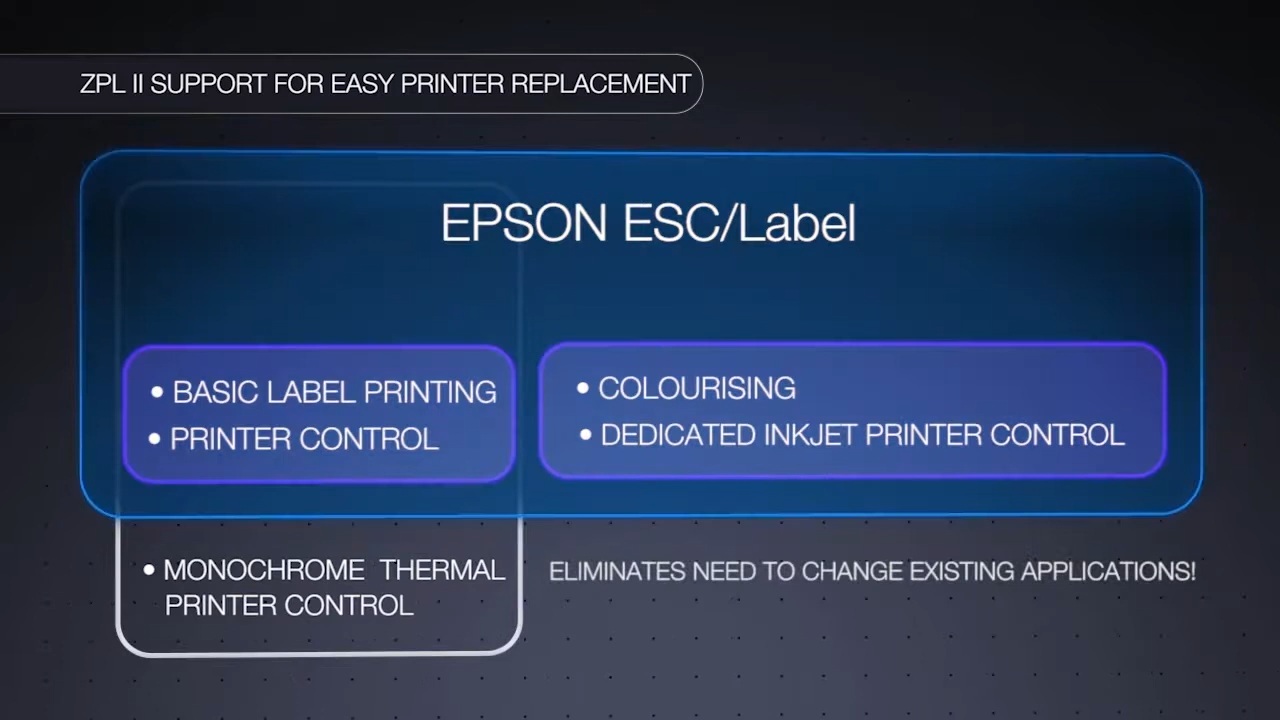 ZPL II SUPPORT FOR EASY PRINTER REPLACEMENT
EPSON ESC/Label
• BASIC LABEL PRINTING
• PRINTER CONTROL
• COLOURISING
• DEDICATED INKJET PRINTER CONTROL
• MONOCHROME THERMAL
PRINTER CONTROL
ELIMINATES NEED TO CHANGE EXISTING APPLICATIONS!